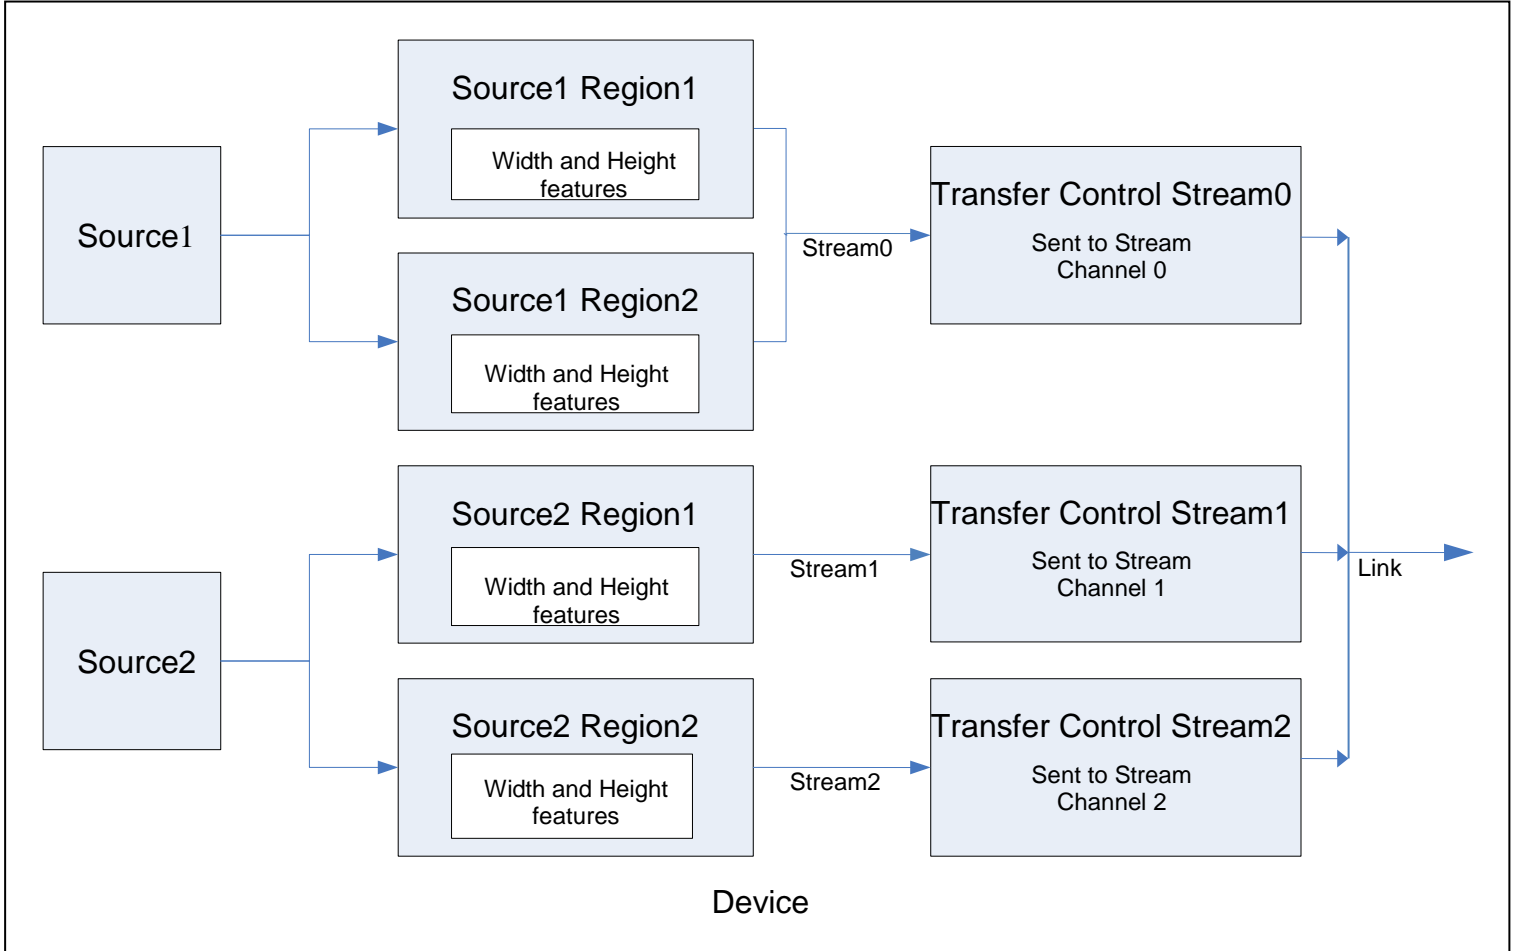 Source1
Source1 Region1
Width and Height
features
Source1 Region2
Width and Height
features
Stream0
Transfer Control Stream0
Sent to Stream
Channel 0
Source2
Source2 Region1
Width and Height
features
Stream1
Transfer Control Stream1
Sent to Stream
Channel 1
Source2 Region2
Width and Height
features
Stream2
Transfer Control Stream2
Sent to Stream
Channel 2
Link
Device